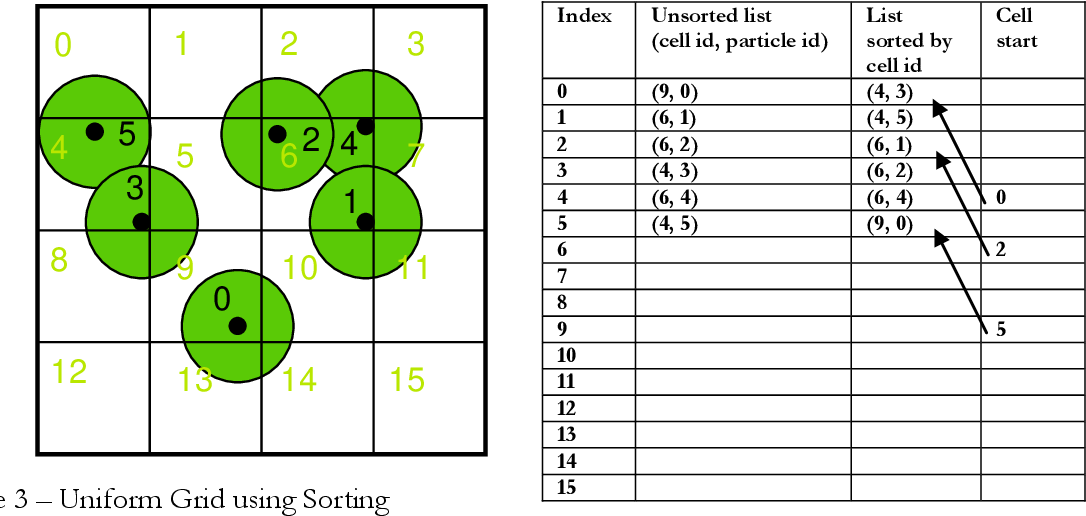 0 1 2 3
5 2 4
4 5 6 7
3 1
8 9 10 11
0
12 13 14 15
e 3 – Uniform Grid using Sorting
Index Unsorted list List Cell
(cell id, particle id) sorted by start
cell id
0 (9, 0) (4, 3)
1 (6, 1) (4, 5)
2 (6, 2) (6, 1)
3 (4, 3) (6, 2)
4 (6, 4) (6, 4) 0
5 (4, 5) (9, 0)
6 2
7
8
9 5
10
11
12
13
14
15